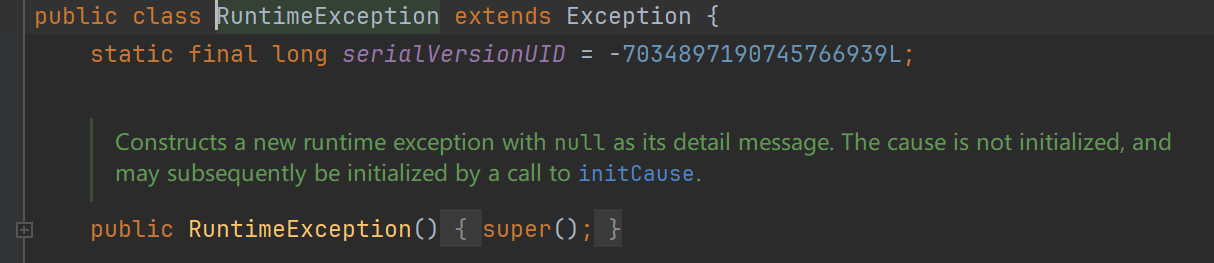 public class RuntimeException extends Exception {
static final long serialVersionUID = -7034897190745766939L;
Constructs a new runtime exception with null as its detail message. The cause is not initialized, and
may subsequently be initialized by a call to initCause.
public RuntimeException() { super(); }